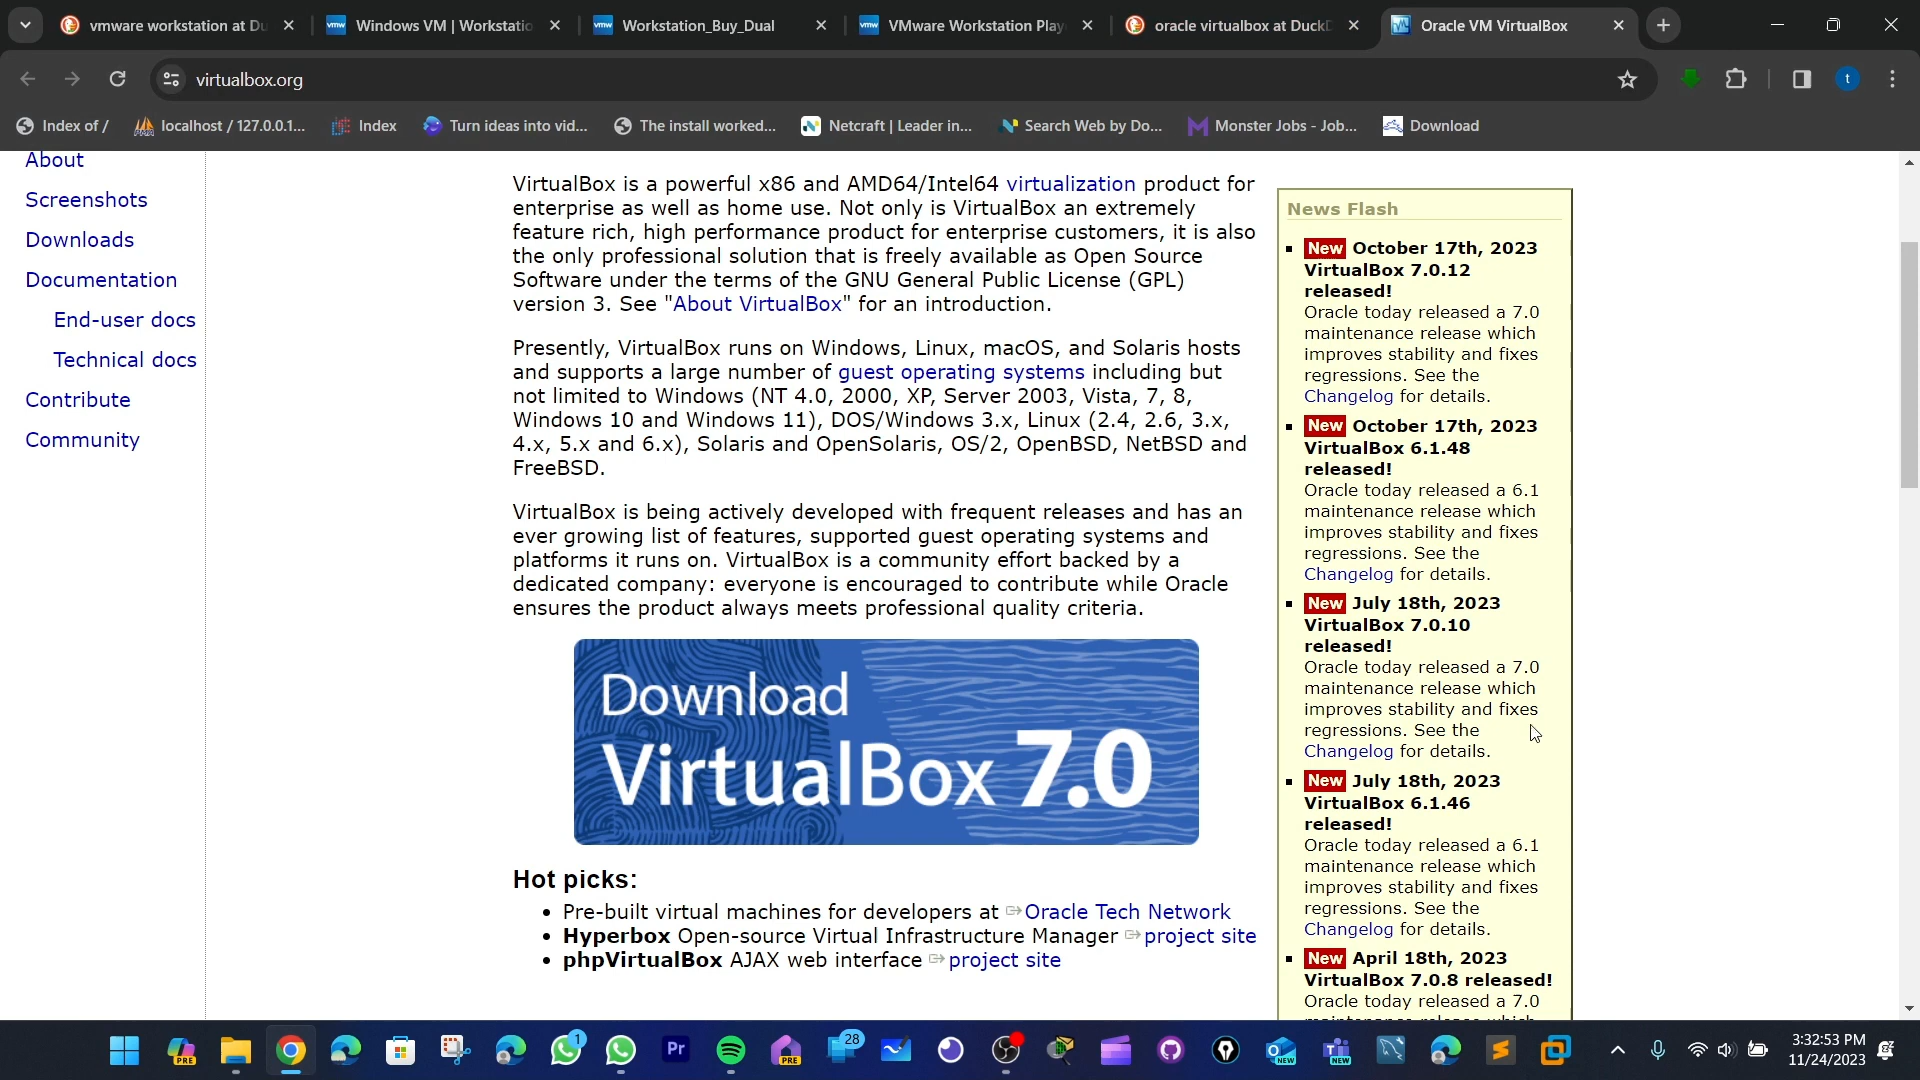 vmware workstation at Du
Windows VM | Workstatio
Workstation_Buy_Dual
VMware Workstation Play
oracle virtualbox at DuckD
Oracle VM VirtualBox
virtualbox.org
t
Index of /
localhost / 127.0.0.1...
Index
Turn ideas into vid...
The install worked...
Netcraft | Leader in...
Search Web by Do...
Monster Jobs - Job...
Download
About
Screenshots
Downloads
Documentation
End-user docs
Technical docs
Contribute
Community
VirtualBox is a powerful x86 and AMD64/Intel64 virtualization product for
enterprise as well as home use. Not only is VirtualBox an extremely
feature rich, high performance product for enterprise customers, it is also
the only professional solution that is freely available as Open Source
Software under the terms of the GNU General Public License (GPL)
version 3. See "About VirtualBox" for an introduction.
Presently, VirtualBox runs on Windows, Linux, macOS, and Solaris hosts
and supports a large number of guest operating systems including but
not limited to Windows (NT 4.0, 2000, XP, Server 2003, Vista, 7, 8,
Windows 10 and Windows 11), DOS/Windows 3.x, Linux (2.4, 2.6, 3.x,
4.x, 5.x and 6.x), Solaris and OpenSolaris, OS/2, OpenBSD, NetBSD and
FreeBSD.
VirtualBox is being actively developed with frequent releases and has an
ever growing list of features, supported guest operating systems and
platforms it runs on. VirtualBox is a community effort backed by a
dedicated company: everyone is encouraged to contribute while Oracle
ensures the product always meets professional quality criteria.
Download
VirtualBox 7.0
Hot picks:
• Pre-built virtual machines for developers at Oracle Tech Network
• Hyperbox Open-source Virtual Infrastructure Manager project site
• phpVirtualBox AJAX web interface project site
News Flash
New October 17th, 2023
VirtualBox 7.0.12
released!
Oracle today released a 7.0
maintenance release which
improves stability and fixes
regressions. See the
Changelog for details.
New October 17th, 2023
VirtualBox 6.1.48
released!
Oracle today released a 6.1
maintenance release which
improves stability and fixes
regressions. See the
Changelog for details.
New July 18th, 2023
VirtualBox 7.0.10
released!
Oracle today released a 7.0
maintenance release which
improves stability and fixes
regressions. See the
Changelog for details.
New July 18th, 2023
VirtualBox 6.1.46
released!
Oracle today released a 6.1
maintenance release which
improves stability and fixes
regressions. See the
Changelog for details.
New April 18th, 2023
VirtualBox 7.0.8 released!
Oracle today released a 7.0
PRE
1
Pr
PRE
28
NEW
NEW
3:32:53 PM
11/24/2023